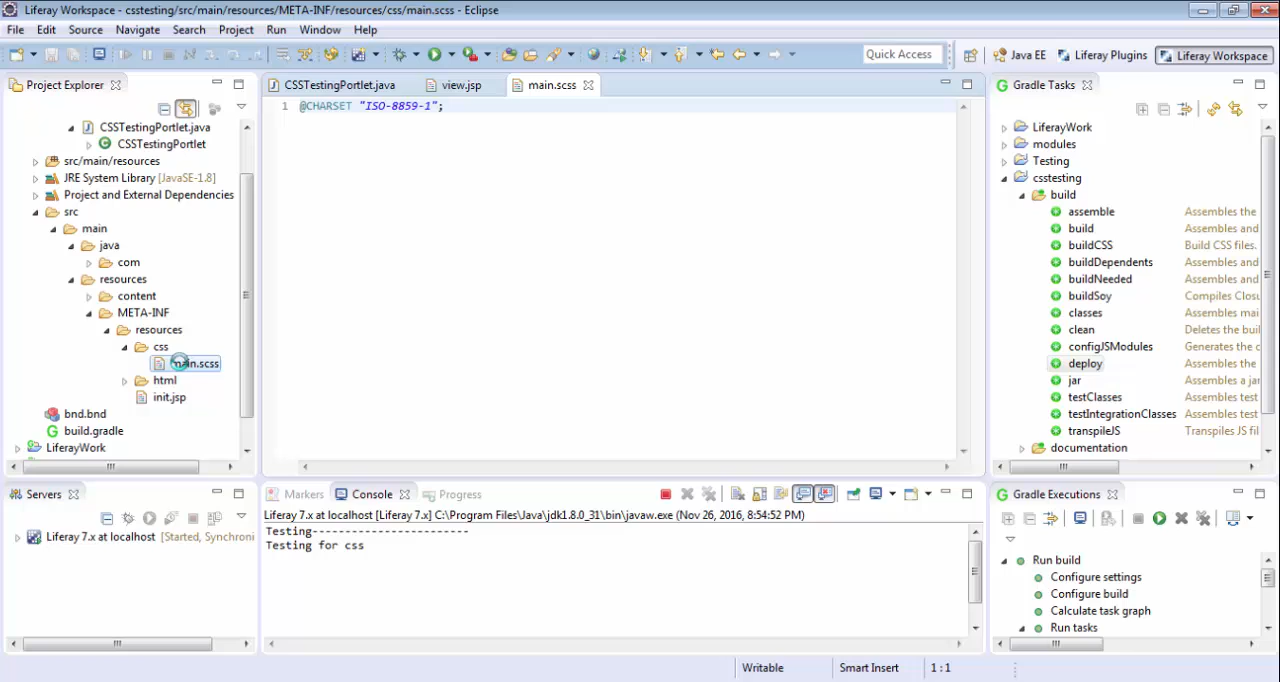 Liferay Workspace - csstesting/src/main/resources/META-INF/resources/css/main.scss - Eclipse
File Edit Source Navigate Search Project Run Window Help
Quick Access
Java EE
Liferay Plugins
Liferay Workspace
Project Explorer
CSSTestingPortlet.java
CSSTestingPortlet
src/main/resources
JRE System Library [JavaSE-1.8]
Project and External Dependencies
src
main
java
com
resources
content
META-INF
resources
css
main.scss
html
init.jsp
bnd.bnd
build.gradle
LiferayWork
CSSTestingPortlet.java view.jsp main.scss
1 @CHARSET "ISO-8859-1";
Gradle Tasks
LiferayWork
modules
Testing
csstesting
build
assemble Assembles the
build Assembles and
buildCSS Build CSS files.
buildDependents Assembles and
buildNeeded Assembles and
buildSoy Compiles Closu
classes Assembles mai
clean Deletes the bui
configJSModules Generates the c
deploy Assembles the
jar Assembles a jar
testClasses Assembles test
testIntegrationClasses Assembles test
transpileJS Transpiles JS fil
documentation
Servers
Liferay 7.x at localhost [Started, Synchroni
Markers Console Progress
Liferay 7.x at localhost [Liferay 7.x] C:\Program Files\Java\jdk1.8.0_31\bin\javaw.exe (Nov 26, 2016, 8:54:52 PM)
Testing----------------------
Testing for css
Gradle Executions
Run build
Configure settings
Configure build
Calculate task graph
Run tasks
Writable Smart Insert 1 : 1